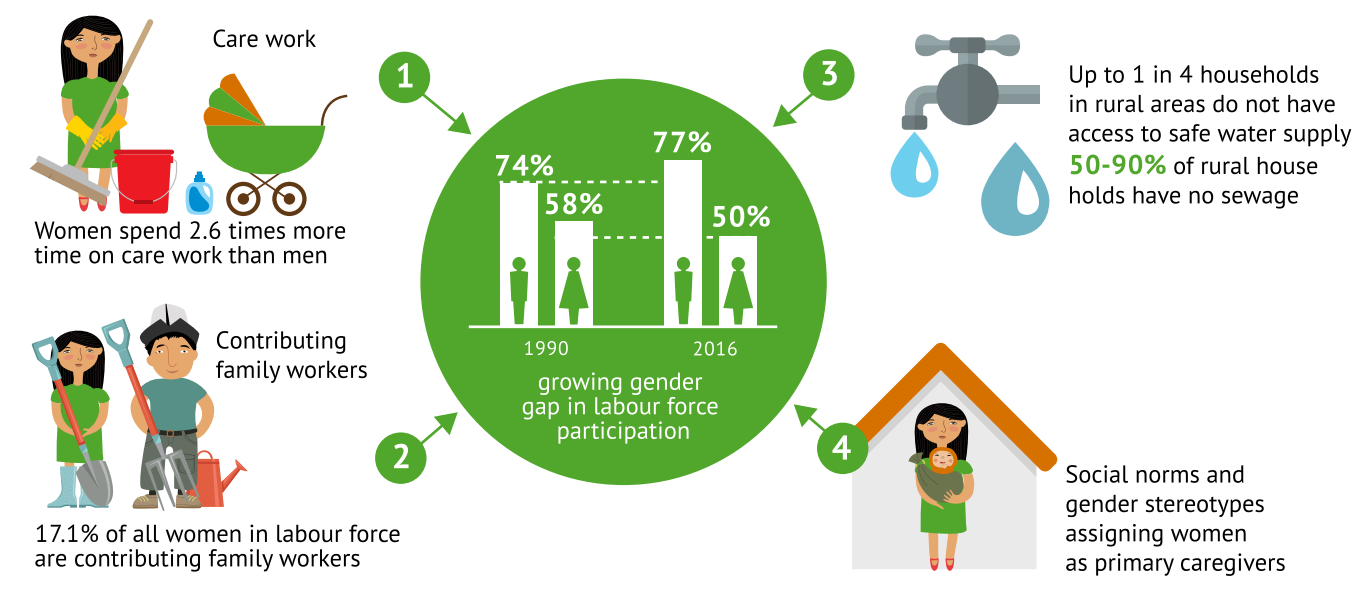 Care work
1
Women spend 2.6 times more
time on care work than men
Contributing
family workers
2
17.1% of all women in labour force
are contributing family workers
74%
58%
77%
50%
1990
2016
growing gender
gap in labour force
participation
3
Up to 1 in 4 households
in rural areas do not have
access to safe water supply
50-90% of rural house
holds have no sewage
4
Social norms and
gender stereotypes
assigning women
as primary caregivers